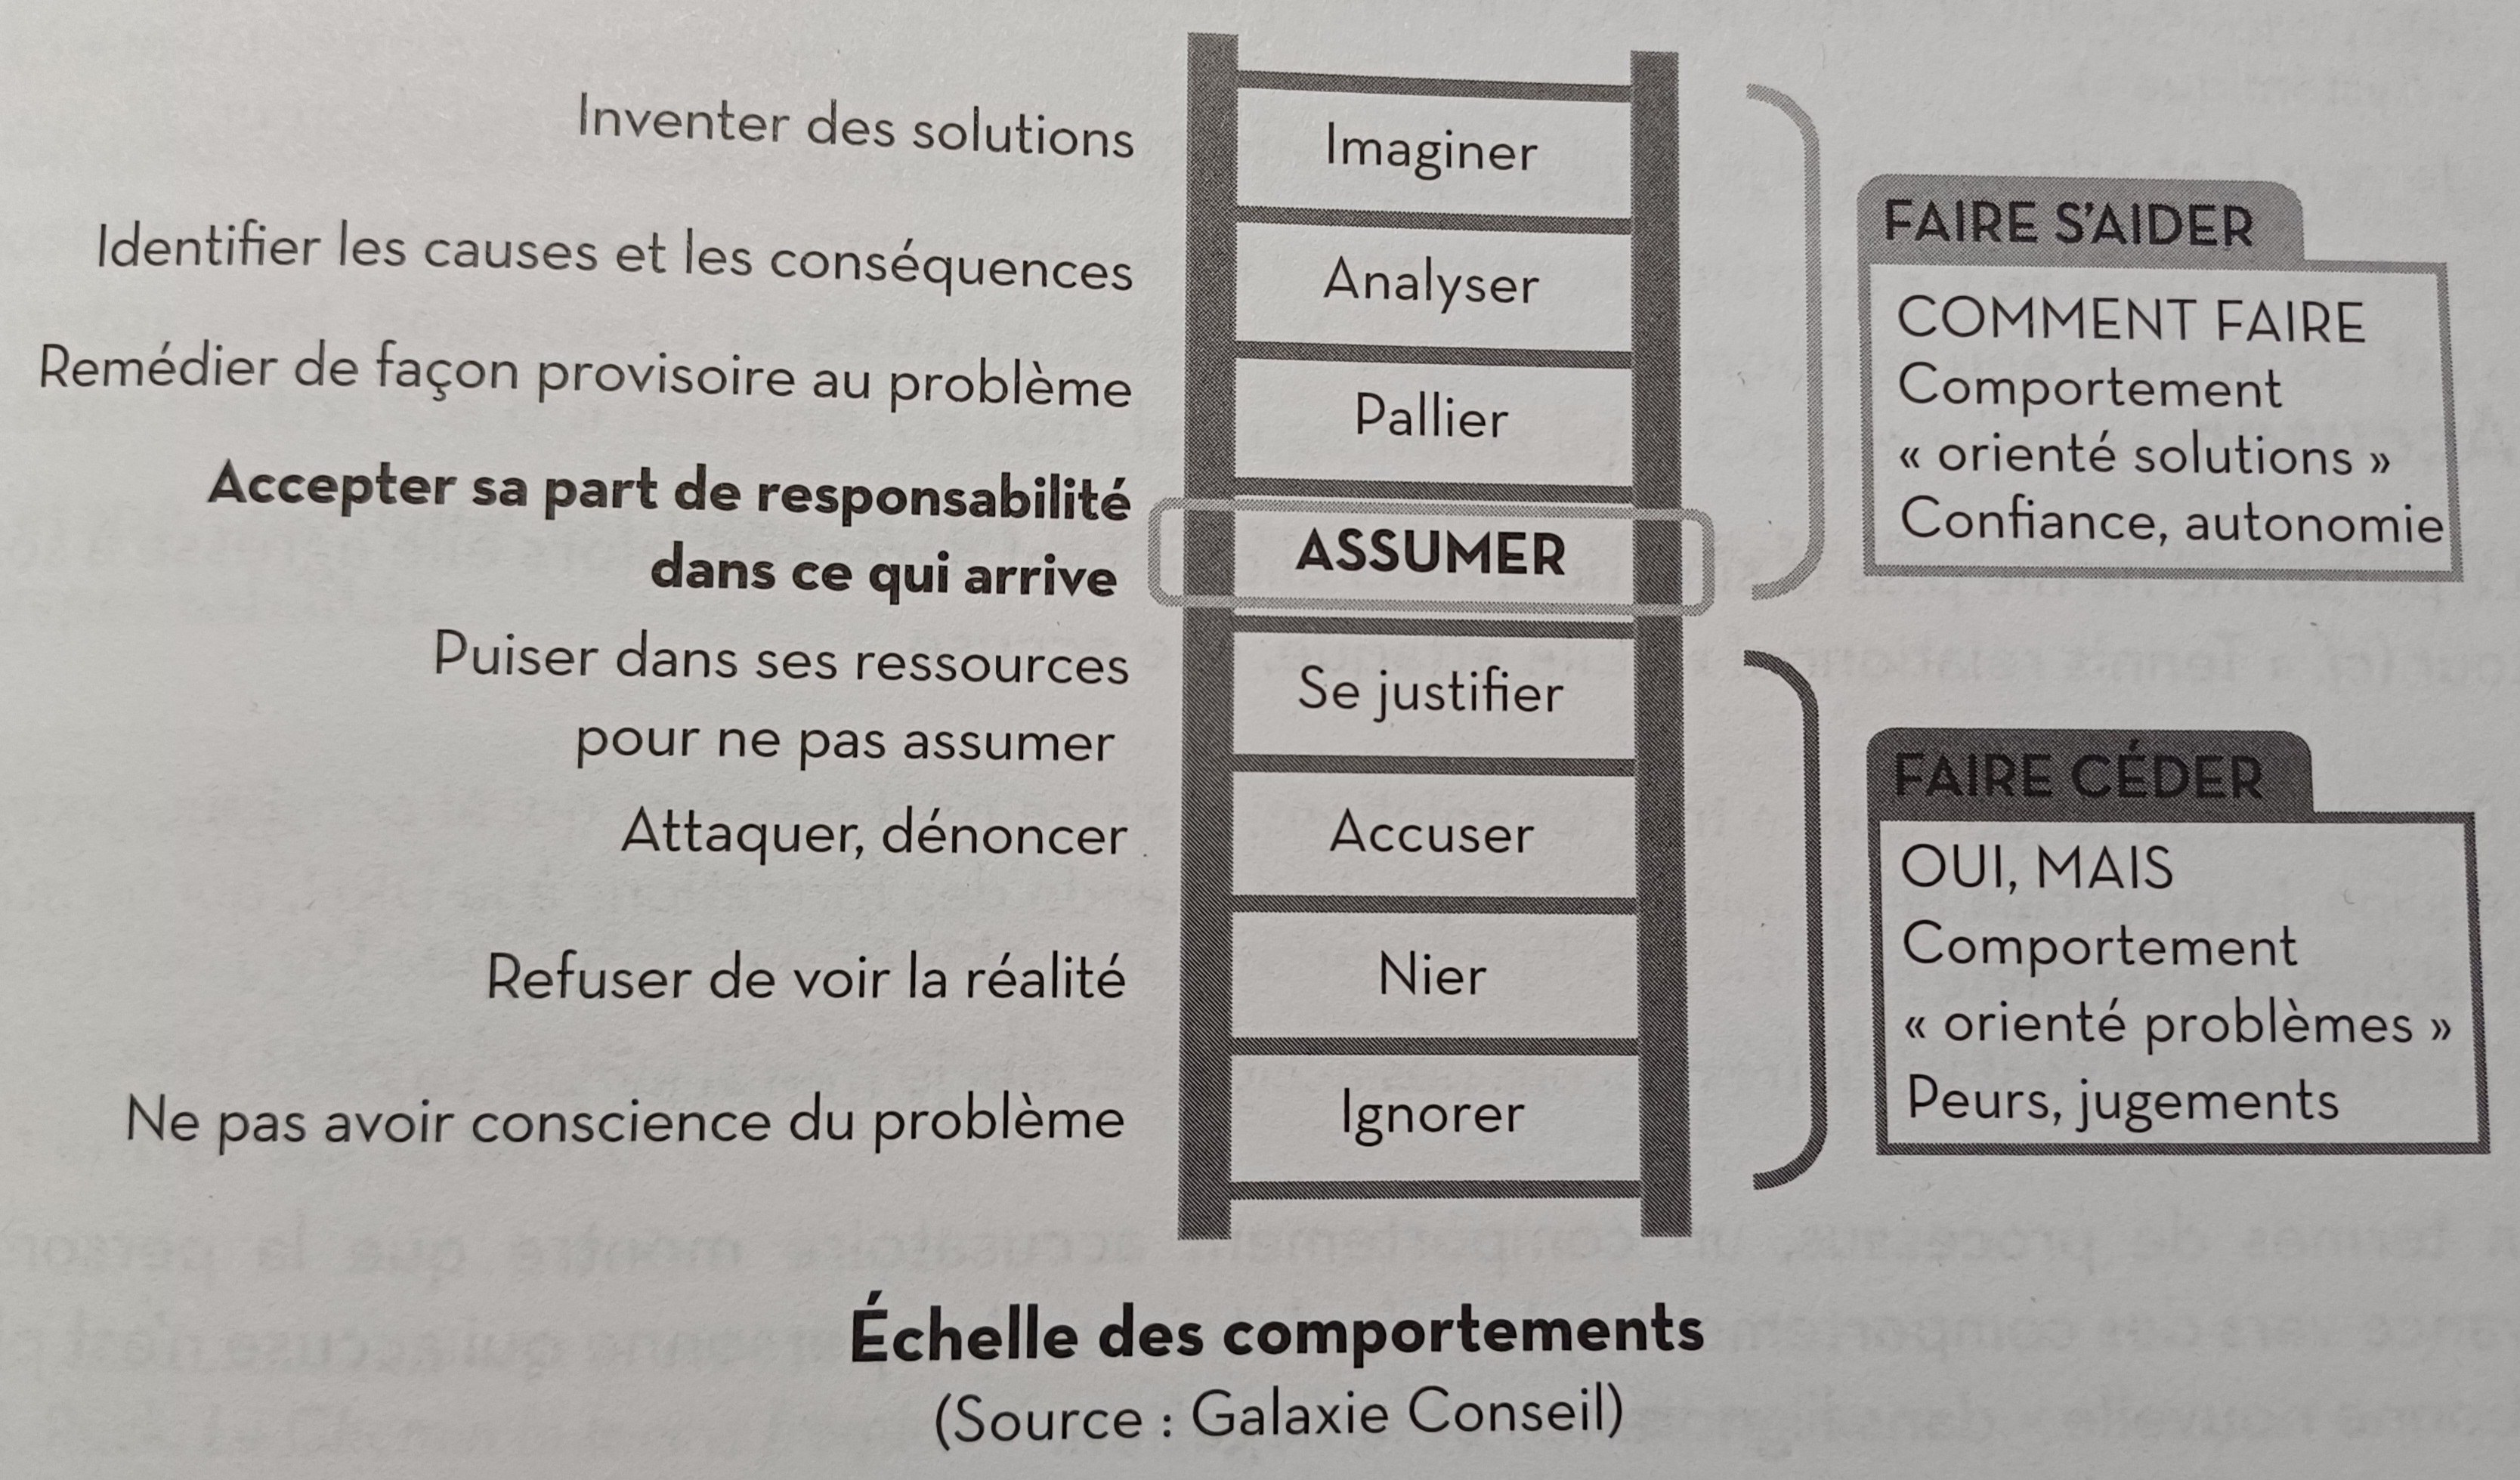 Inventer des solutions
Imaginer
Identifier les causes et les conséquences
Analyser
Remédier de façon provisoire au problème
Pallier
Accepter sa part de responsabilité
dans ce qui arrive
ASSUMER
Puiser dans ses ressources
pour ne pas assumer
Se justifier
Attaquer, dénoncer
Accuser
Refuser de voir la réalité
Nier
Ne pas avoir conscience du problème
Ignorer
FAIRE S'AIDER
COMMENT FAIRE
Comportement
« orienté solutions »
Confiance, autonomie
FAIRE CÉDER
OUI, MAIS
Comportement
« orienté problèmes »
Peurs, jugements
Échelle des comportements
(Source : Galaxie Conseil)